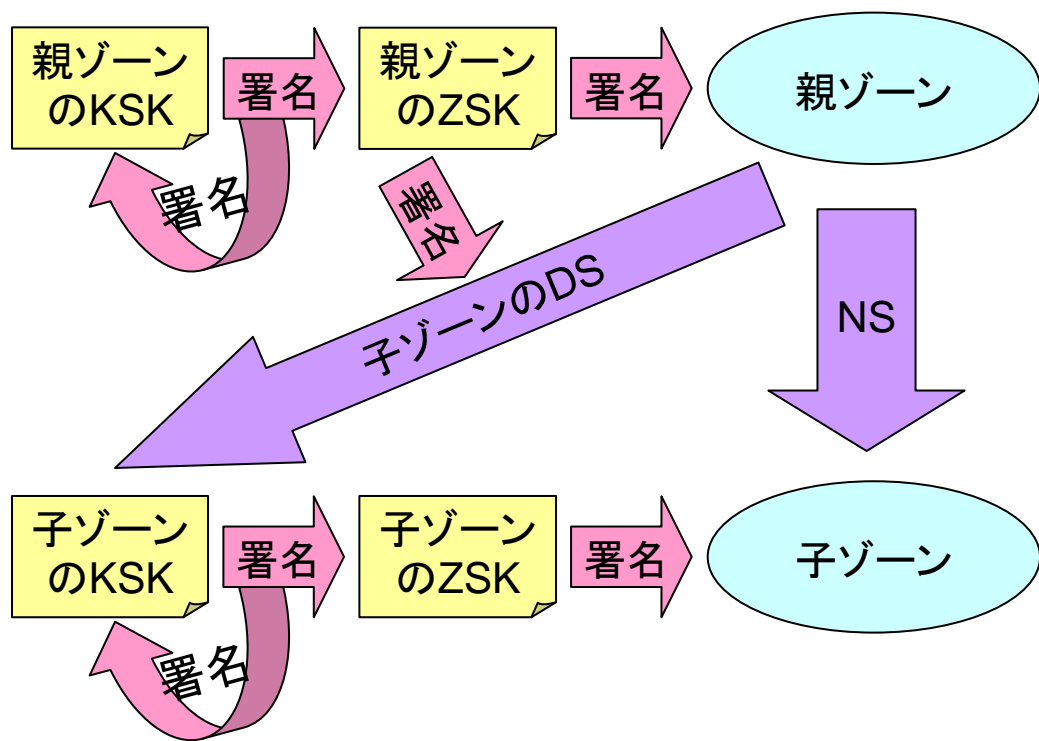 親ゾーン
のKSK
署名
親ゾーン
のZSK
署名
親ゾーン
署名
署名
子ゾーンのDS
NS
子ゾーン
のKSK
署名
子ゾーン
のZSK
署名
子ゾーン
署名